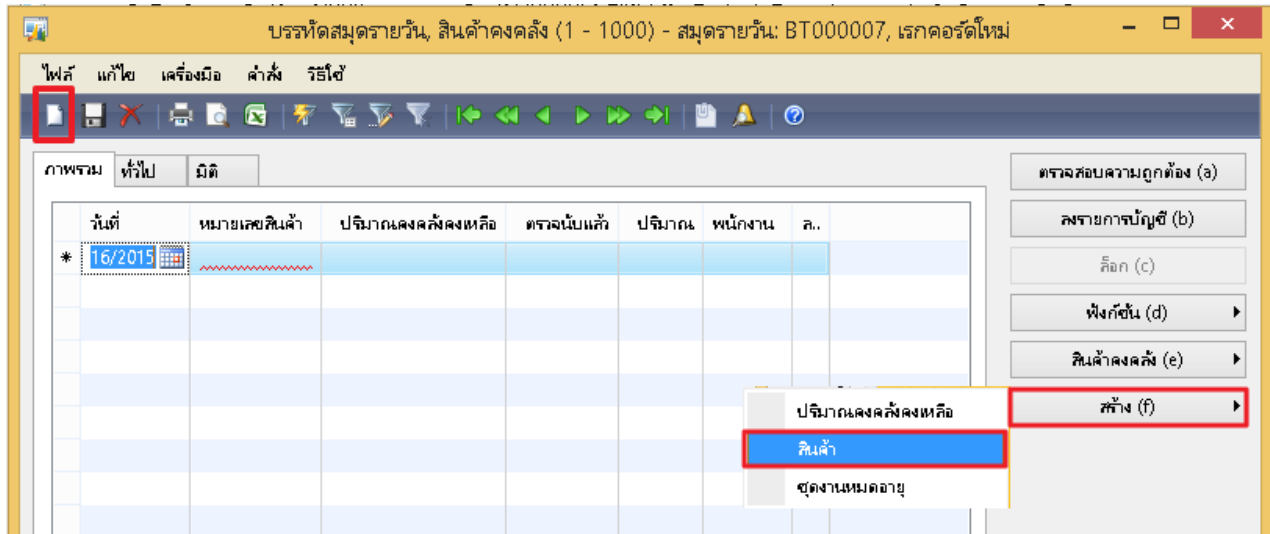 บรรทัดสมุดรายวัน, สินค้าคงคลัง (1 - 1000) - สมุดรายวัน: BT000007, เรกคอร์ดใหม่
ไฟล์ แก้ไข เครื่องมือ คำสั่ง วิธีใช้
ภาพรวม ทั่วไป มิติ
ตรวจสอบความถูกต้อง (a)
วันที่ หมายเลขสินค้า ปริมาณคงคลังคงเหลือ ตรวจนับแล้ว ปริมาณ พนักงาน ล..
ลงรายการบัญชี (b)
* 16/2015
ล็อก (c)
ฟังก์ชัน (d)
สินค้าคงคลัง (e)
สร้าง (f)
ปริมาณคงคลังคงเหลือ
สินค้า
ชุดงานหมดอายุ